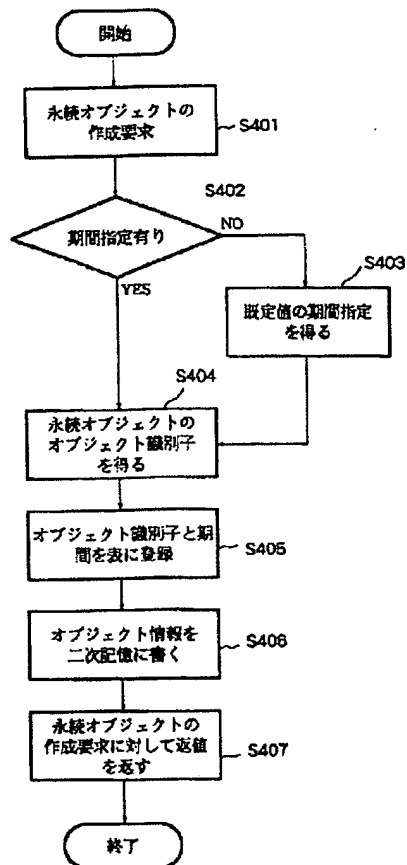 開始
永続オブジェクトの
作成要求
S401
S402
期間指定有り
NO
YES
S403
既定値の期間指定
を得る
S404
永続オブジェクトの
オブジェクト識別子
を得る
オブジェクト識別子と期
間を表に登録
S405
オブジェクト情報を
二次記憶に書く
S406
永続オブジェクトの
作成要求に対して返値
を返す
S407
終了